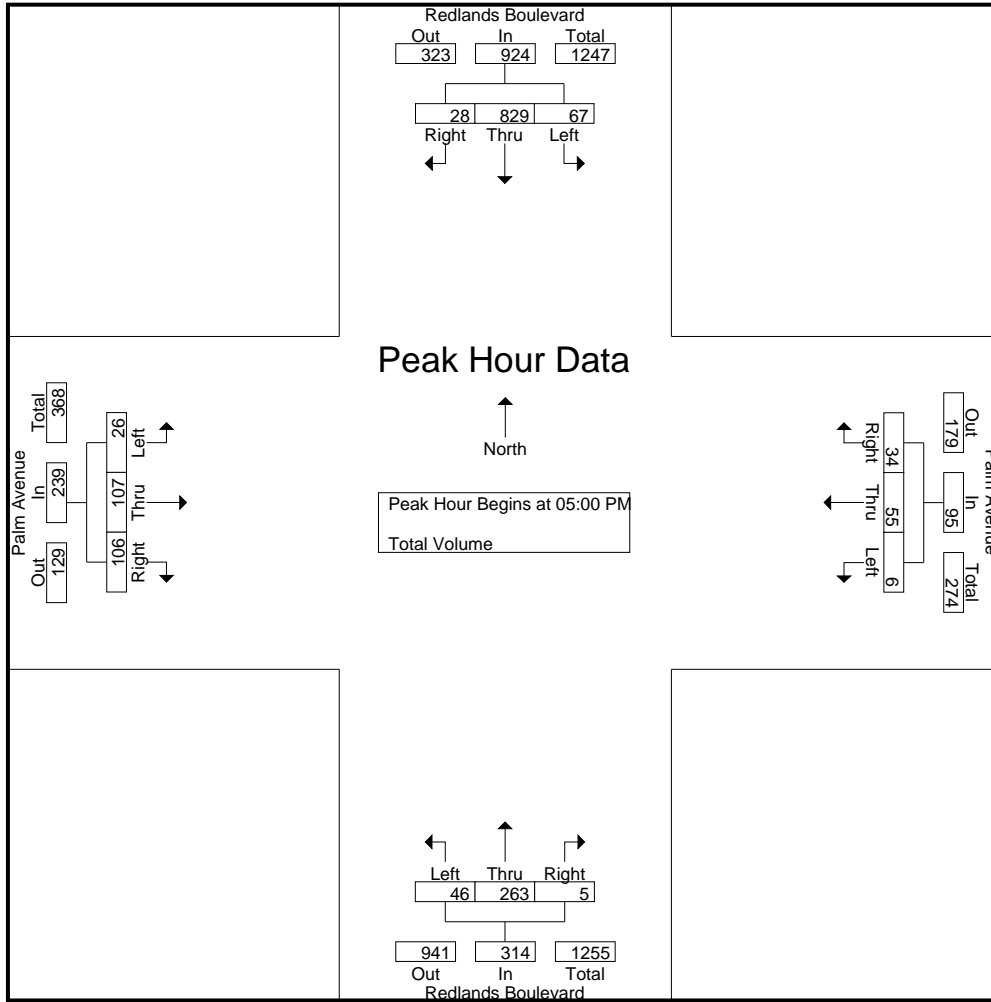 Redlands Boulevard
Out In Total
323 924 1247
28 829 67
Right Thru Left
Peak Hour Data
North
Peak Hour Begins at 05:00 PM
Total Volume
Palm Avenue
Out In Total
129 239 368
Left Thru Right
26 107 106
Palm Avenue
Out In Total
179 95 274
Right Thru Left
34 55 6
Left Thru Right
46 263 5
941 314 1255
Out In Total
Redlands Boulevard